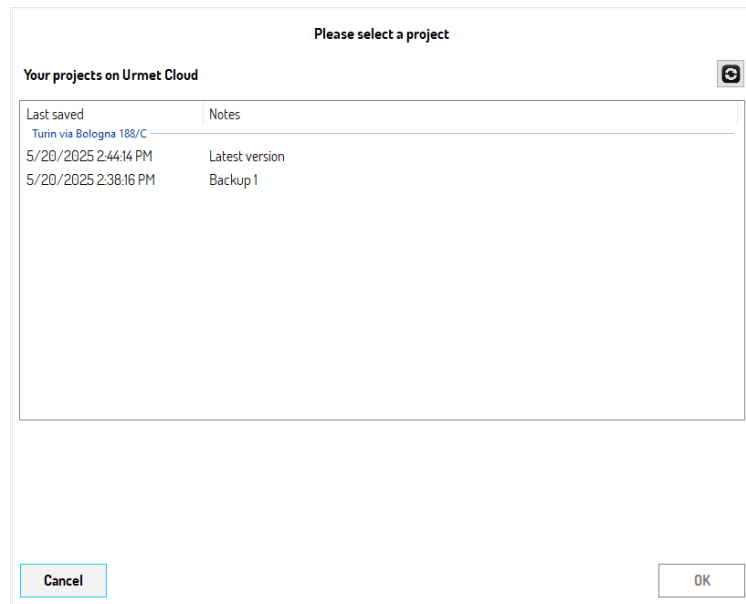 Please select a project
Your projects on Urmet Cloud
Last saved Notes
Turin via Bologna 188/C
5/20/2025 2:44:14 PM Latest version
5/20/2025 2:38:16 PM Backup 1
Cancel OK